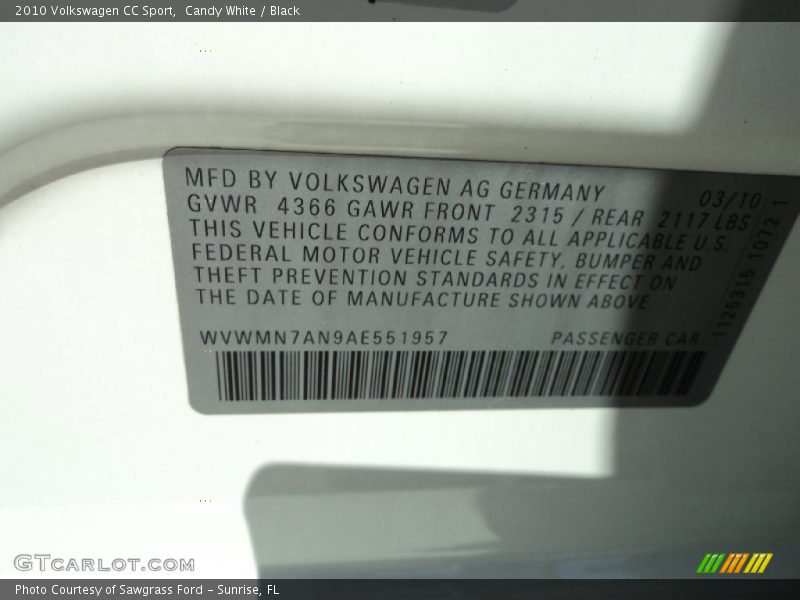 2010 Volkswagen CC Sport,  Candy White / Black
MFD BY VOLKSWAGEN AG GERMANY 03/10
GVWR 4366 GAWR FRONT 2315 / REAR 2117 LBS
THIS VEHICLE CONFORMS TO ALL APPLICABLE U.S.
FEDERAL MOTOR VEHICLE SAFETY, BUMPER AND
THEFT PREVENTION STANDARDS IN EFFECT ON
THE DATE OF MANUFACTURE SHOWN ABOVE.
WVWMN7AN9AE551957 PASSENGER CAR
1125315 10721
GTCARLOT.COM
Photo Courtesy of Sawgrass Ford - Sunrise, FL